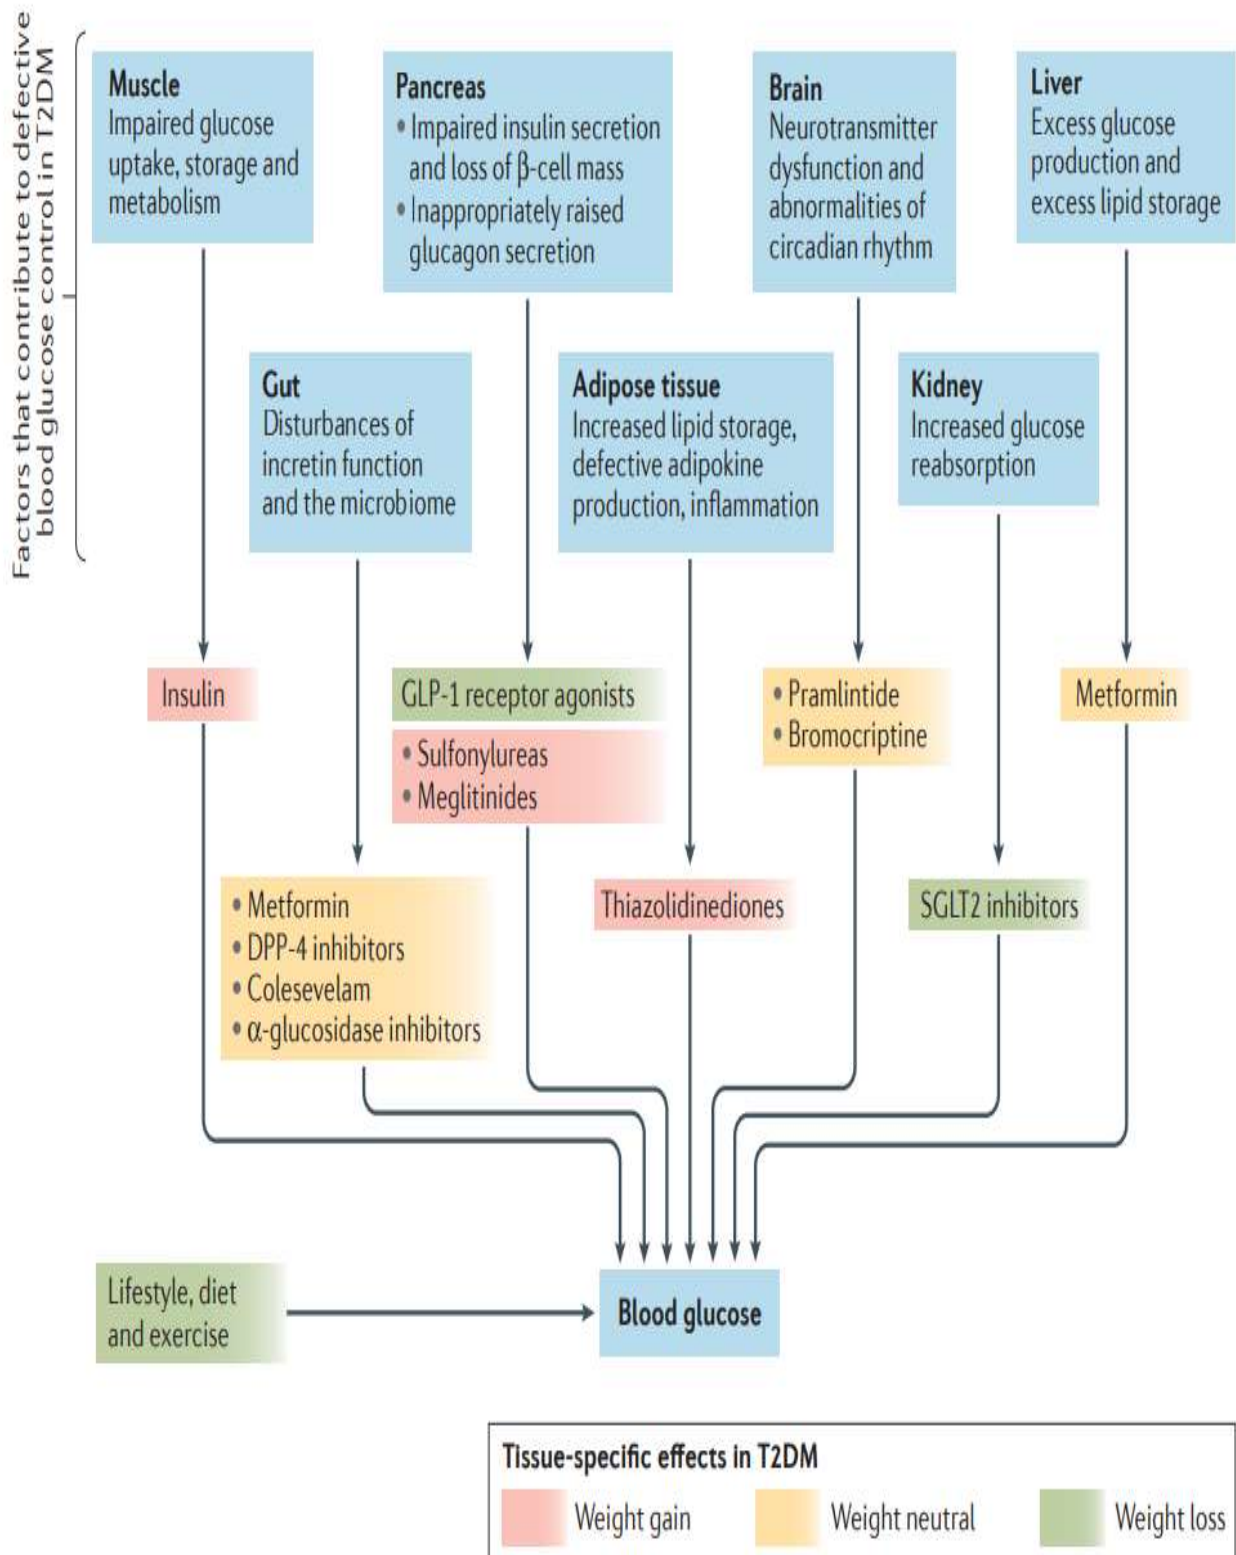 Factors that contribute to defective
blood glucose control in T2DM
Muscle
Impaired glucose
uptake, storage and
metabolism
Pancreas
• Impaired insulin secretion
and loss of β-cell mass
• Inappropriately raised
glucagon secretion
Brain
Neurotransmitter
dysfunction and
abnormalities of
circadian rhythm
Liver
Excess glucose
production and
excess lipid storage
Gut
Disturbances of
incretin function
and the microbiome
Adipose tissue
Increased lipid storage,
defective adipokine
production, inflammation
Kidney
Increased glucose
reabsorption
Insulin
GLP-1 receptor agonists
• Sulfonylureas
• Meglitinides
• Pramlintide
• Bromocriptine
Metformin
• Metformin
• DPP-4 inhibitors
• Colesevelam
• α-glucosidase inhibitors
Thiazolidinediones
SGLT2 inhibitors
Lifestyle, diet
and exercise
Blood glucose
Tissue-specific effects in T2DM
Weight gain
Weight neutral
Weight loss